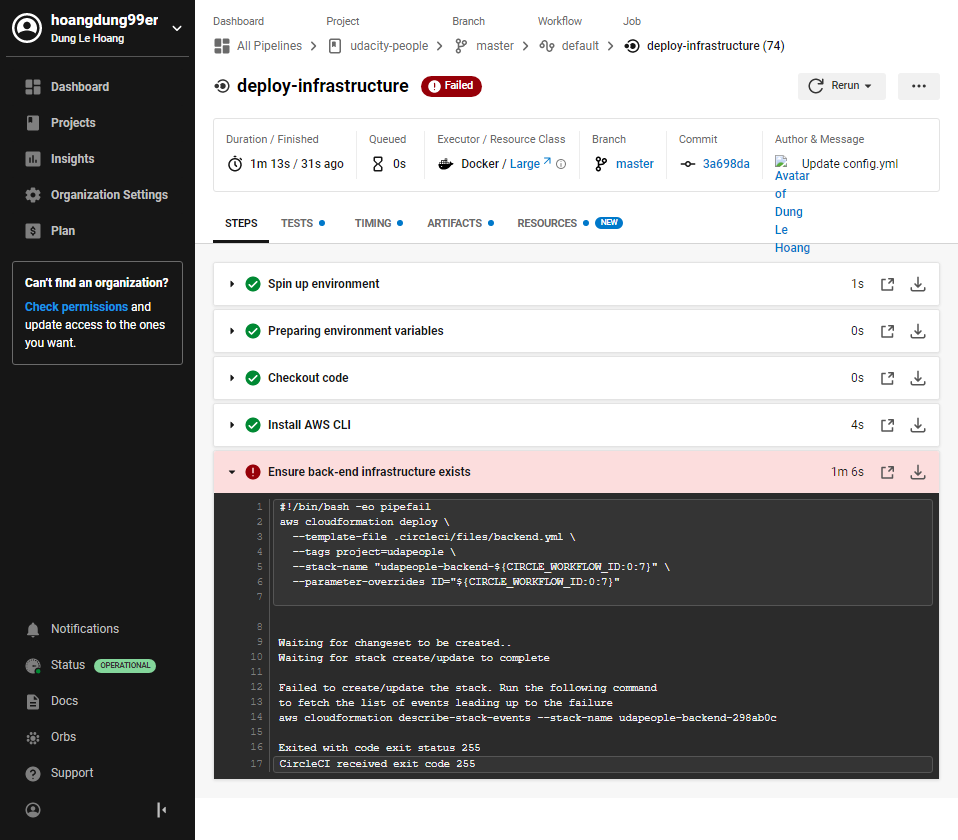 hoangdung99er
Dung Le Hoang
Dashboard
Projects
Insights
Organization Settings
Plan
Can't find an organization?
Check permissions and
update access to the ones
you want.
Notifications
Status OPERATIONAL
Docs
Orbs
Support
Dashboard Project Branch Workflow Job
All Pipelines udacity-people master default deploy-infrastructure (74)
deploy-infrastructure Failed Rerun
Duration / Finished Queued Executor / Resource Class Branch Commit Author & Message
1m 13s / 31s ago 0s Docker / Large master 3a698da Update config.yml
Avatar
of
Dung
Le
Hoang
STEPS TESTS TIMING ARTIFACTS RESOURCES NEW
Spin up environment 1s
Preparing environment variables 0s
Checkout code 0s
Install AWS CLI 4s
Ensure back-end infrastructure exists 1m 6s
1 #!/bin/bash -eo pipefail
2 aws cloudformation deploy \
3 --template-file .circleci/files/backend.yml \
4 --tags project=udapeople \
5 --stack-name "udapeople-backend-${CIRCLE_WORKFLOW_ID:0:7}" \
6 --parameter-overrides ID="${CIRCLE_WORKFLOW_ID:0:7}"
7
8
9 Waiting for changeset to be created..
10 Waiting for stack create/update to complete
11
12 Failed to create/update the stack. Run the following command
13 to fetch the list of events leading up to the failure
14 aws cloudformation describe-stack-events --stack-name udapeople-backend-298ab0c
15
16 Exited with code exit status 255
17 CircleCI received exit code 255